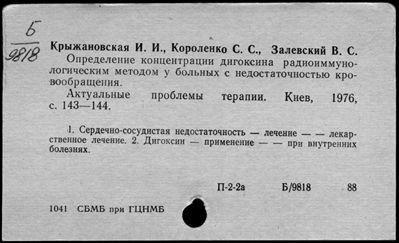 Б
9818
Крыжановская И. И., Короленко С. С., Залевский В. С.
Определение концентрации дигоксина радиоиммуно-
логическим методом у больных с недостаточностью кро-
вообращения.
Актуальные проблемы терапии. Киев, 1976,
с. 143—144.
1. Сердечно-сосудистая недостаточность — лечение — — лекар-
ственное лечение. 2. Дигоксин — применение — — при внутренних
болезнях.
П-2-2а Б/9818 88
1041 СБМБ при ГЦНМБ